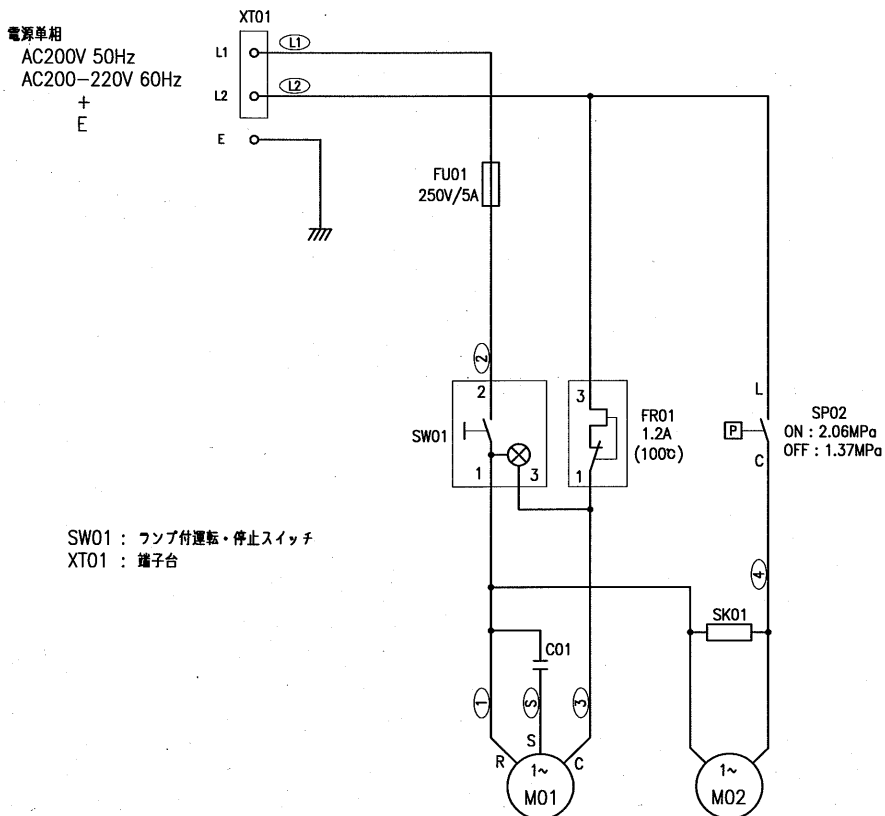 XT01
電源単相
AC200V 50Hz
AC200-220V 60Hz
+
E
L1
L1
L2
L2
E
FU01
250V/5A
2
2
SW01
1
3
3
FR01
1.2A
(100℃)
1
L
P
C
SP02
ON : 2.06MPa
OFF : 1.37MPa
SW01 : ランプ付運転・停止スイッチ
XT01 : 端子台
4
SK01
C01
1
S
3
R
S
C
1~
M01
1~
M02